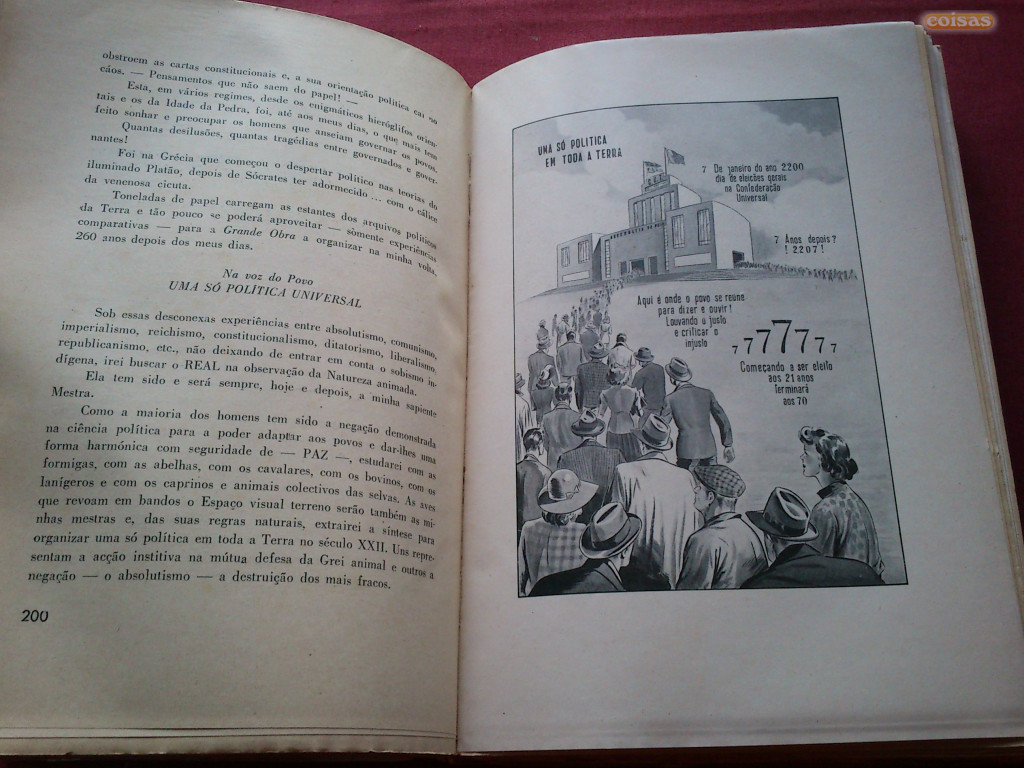 obstroem as cartas constitucionais e, a sua orientação política cai no
cáos. — Pensamentos que não saem do papel! —
Esta, em vários regimes, desde os enigmáticos hieróglifos orien-
tais e os da Idade da Pedra, foi, até aos meus dias, o que mais tem
feito sonhar e preocupar os homens que anseiam governar os povos.
Quantas desilusões, quantas tragédias entre governados e gover-
nantes!
Foi na Grécia que começou o despertar político nas teorias do
iluminado Platão, depois de Sócrates ter adormecido ... com o cálice
da venenosa cicuta.
Toneladas de papel carregam as estantes dos arquivos políticos
da Terra e tão pouco se poderá aproveitar — sòmente experiências
comparativas — para a Grande Obra a organizar na minha volta,
260 anos depois dos meus dias.
Na voz do Povo
UMA SÓ POLÍTICA UNIVERSAL
Sob essas desconexas experiências entre absolutismo, comunismo,
imperialismo, reichismo, constitucionalismo, ditatorismo, liberalismo,
republicanismo, etc., não deixando de entrar em conta o sobismo in-
dígena, irei buscar o REAL na observação da Natureza animada.
Ela tem sido e será sempre, hoje e depois, a minha sapiente
Mestra.
Como a maioria dos homens tem sido a negação demonstrada
na ciência política para a poder adaptar aos povos e dar-lhes uma
forma harmónica com seguridade de — PAZ —, estudarei com as
formigas, com as abelhas, com os cavalares, com os bovinos, com os
lanígeros e com os caprinos e animais colectivos das selvas. As aves
que revoam em bandos o Espaço visual terreno serão também as mi-
nhas mestras e, das suas regras naturais, extrairei a síntese para
organizar uma só política em toda a Terra no século XXII. Uns repre-
sentam a acção institiva na mútua defesa da Grei animal e outros a
negação — o absolutismo — a destruição dos mais fracos.
200
coisas
UMA SÓ POLITICA
EM TODA A TERRA
7 De janeiro do ano 2200
dia de eleições gerais
na Confederação
Universal
7 Anos depois?
! 2207!
Aqui é onde o povo se reúne
para dizer e ouvir!
Louvando o justo
e criticar o
injusto
7777777
Começando a ser eleito
aos 21 anos
Terminará
aos 70